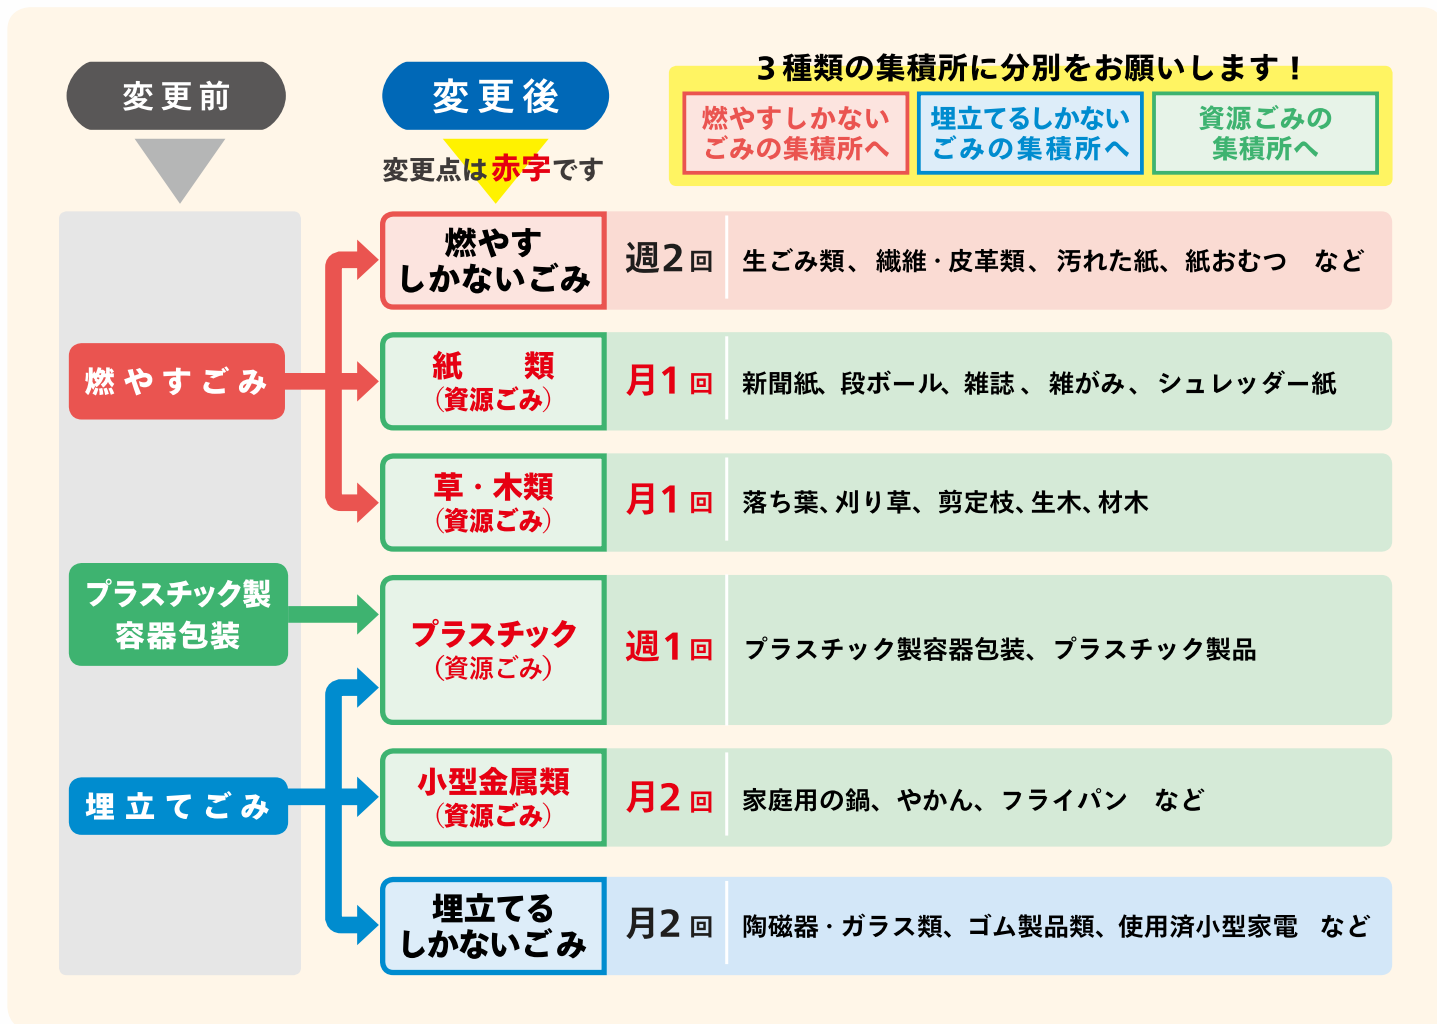 変更前
変更後
変更点は赤字です
3種類の集積所に分別をお願いします！
燃やすしかない
ごみの集積所へ
埋立てるしかない
ごみの集積所へ
資源ごみの
集積所へ
燃やすごみ
プラスチック製
容器包装
埋立てごみ
燃やす
しかないごみ
週2回
生ごみ類、繊維・皮革類、汚れた紙、紙おむつ　など
紙　類
（資源ごみ）
月1回
新聞紙、段ボール、雑誌、雑がみ、シュレッダー紙
草・木類
（資源ごみ）
月1回
落ち葉、刈り草、剪定枝、生木、材木
プラスチック
（資源ごみ）
週1回
プラスチック製容器包装、プラスチック製品
小型金属類
（資源ごみ）
月2回
家庭用の鍋、やかん、フライパン　など
埋立てる
しかないごみ
月2回
陶磁器・ガラス類、ゴム製品類、使用済小型家電　など